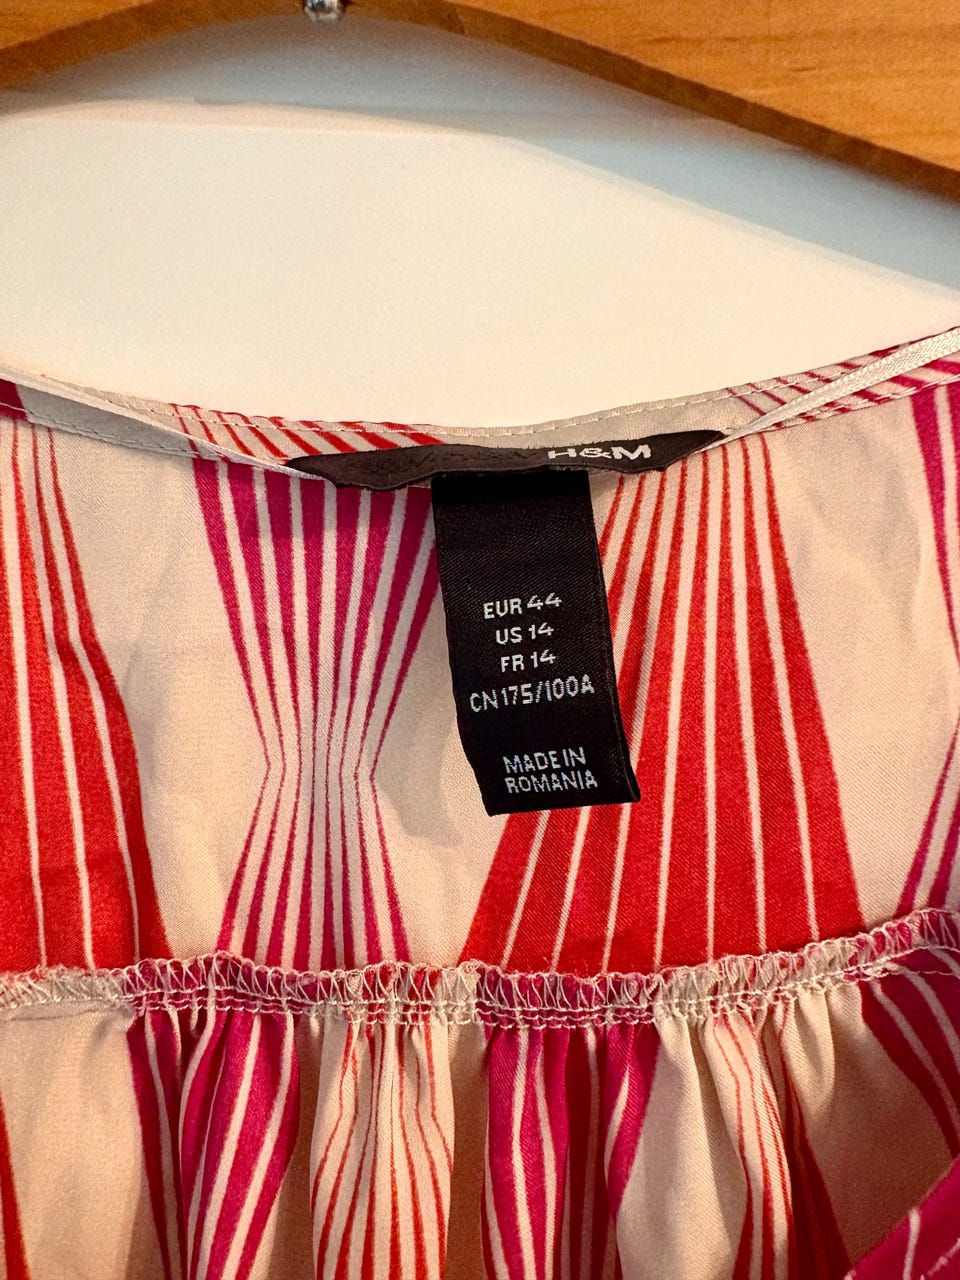 H&M
EUR 44
US 14
FR 14
CN 175/100A
MADE IN
ROMANIA